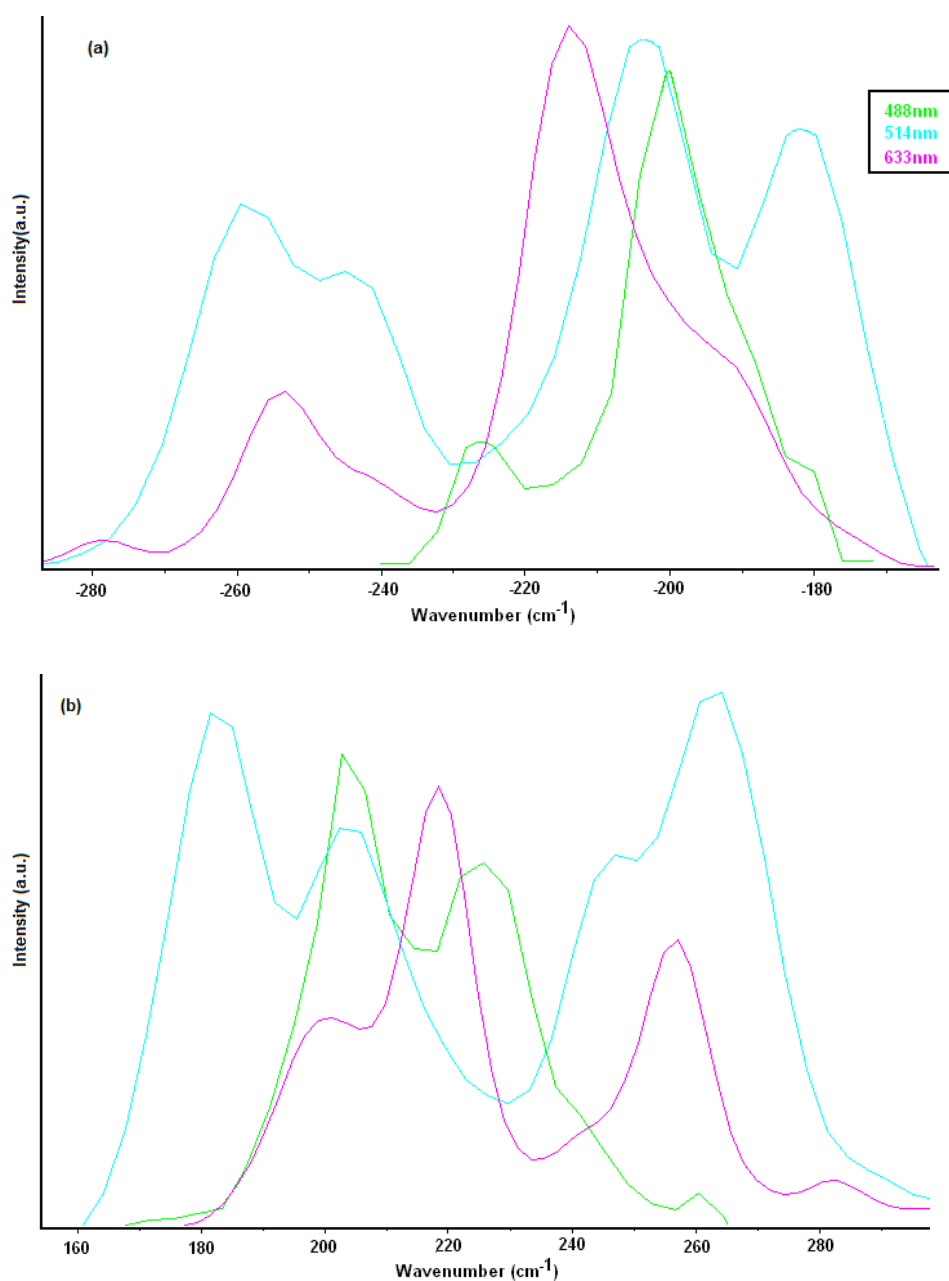 (a)
488nm
514nm
633nm
Intensity(a.u.)
-280 -260 -240 -220 -200 -180
Wavenumber (cm-1)
(b)
Intensity (a.u.)
160 180 200 220 240 260 280
Wavenumber (cm-1)